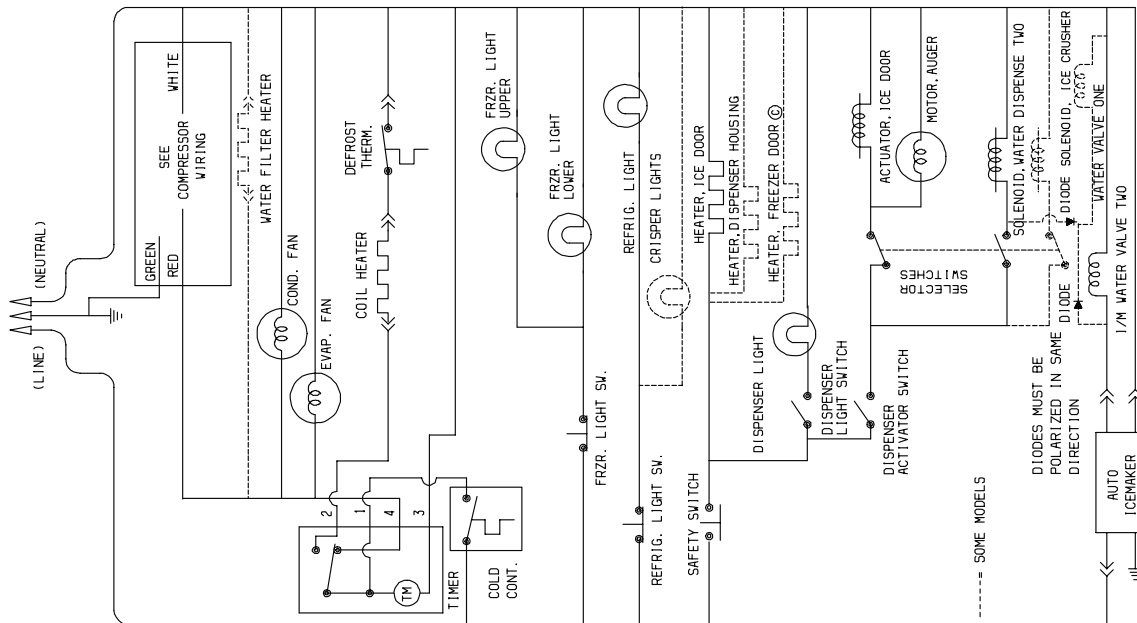 (NEUTRAL)
(LINE)
GREEN
RED
SEE
COMPRESSOR
WIRING
WHITE
WATER FILTER HEATER
COND. FAN
EVAP. FAN
COIL HEATER
DEFROST
THERM.
2
1
4
3
TM
TIMER
COLD
CONT.
FRZR. LIGHT
UPPER
FRZR. LIGHT
LOWER
FRZR. LIGHT SW.
REFRIG. LIGHT
CRISPER LIGHTS
REFRIG. LIGHT SW.
HEATER, ICE DOOR
HEATER, DISPENSER HOUSING
HEATER, FREEZER DOOR ©
SAFETY SWITCH
DISPENSER LIGHT
DISPENSER
LIGHT SWITCH
DISPENSER
ACTIVATOR SWITCH
ACTUATOR, ICE DOOR
MOTOR, AUGER
SELECTOR
SWITCHES
SOLENOID, WATER DISPENSE TWO
DIODE SOLENOID, ICE CRUSHER
WATER VALVE ONE
DIODE
I/M WATER VALVE TWO
DIODES MUST BE
POLARIZED IN SAME
DIRECTION
---- = SOME MODELS
AUTO
ICEMAKER